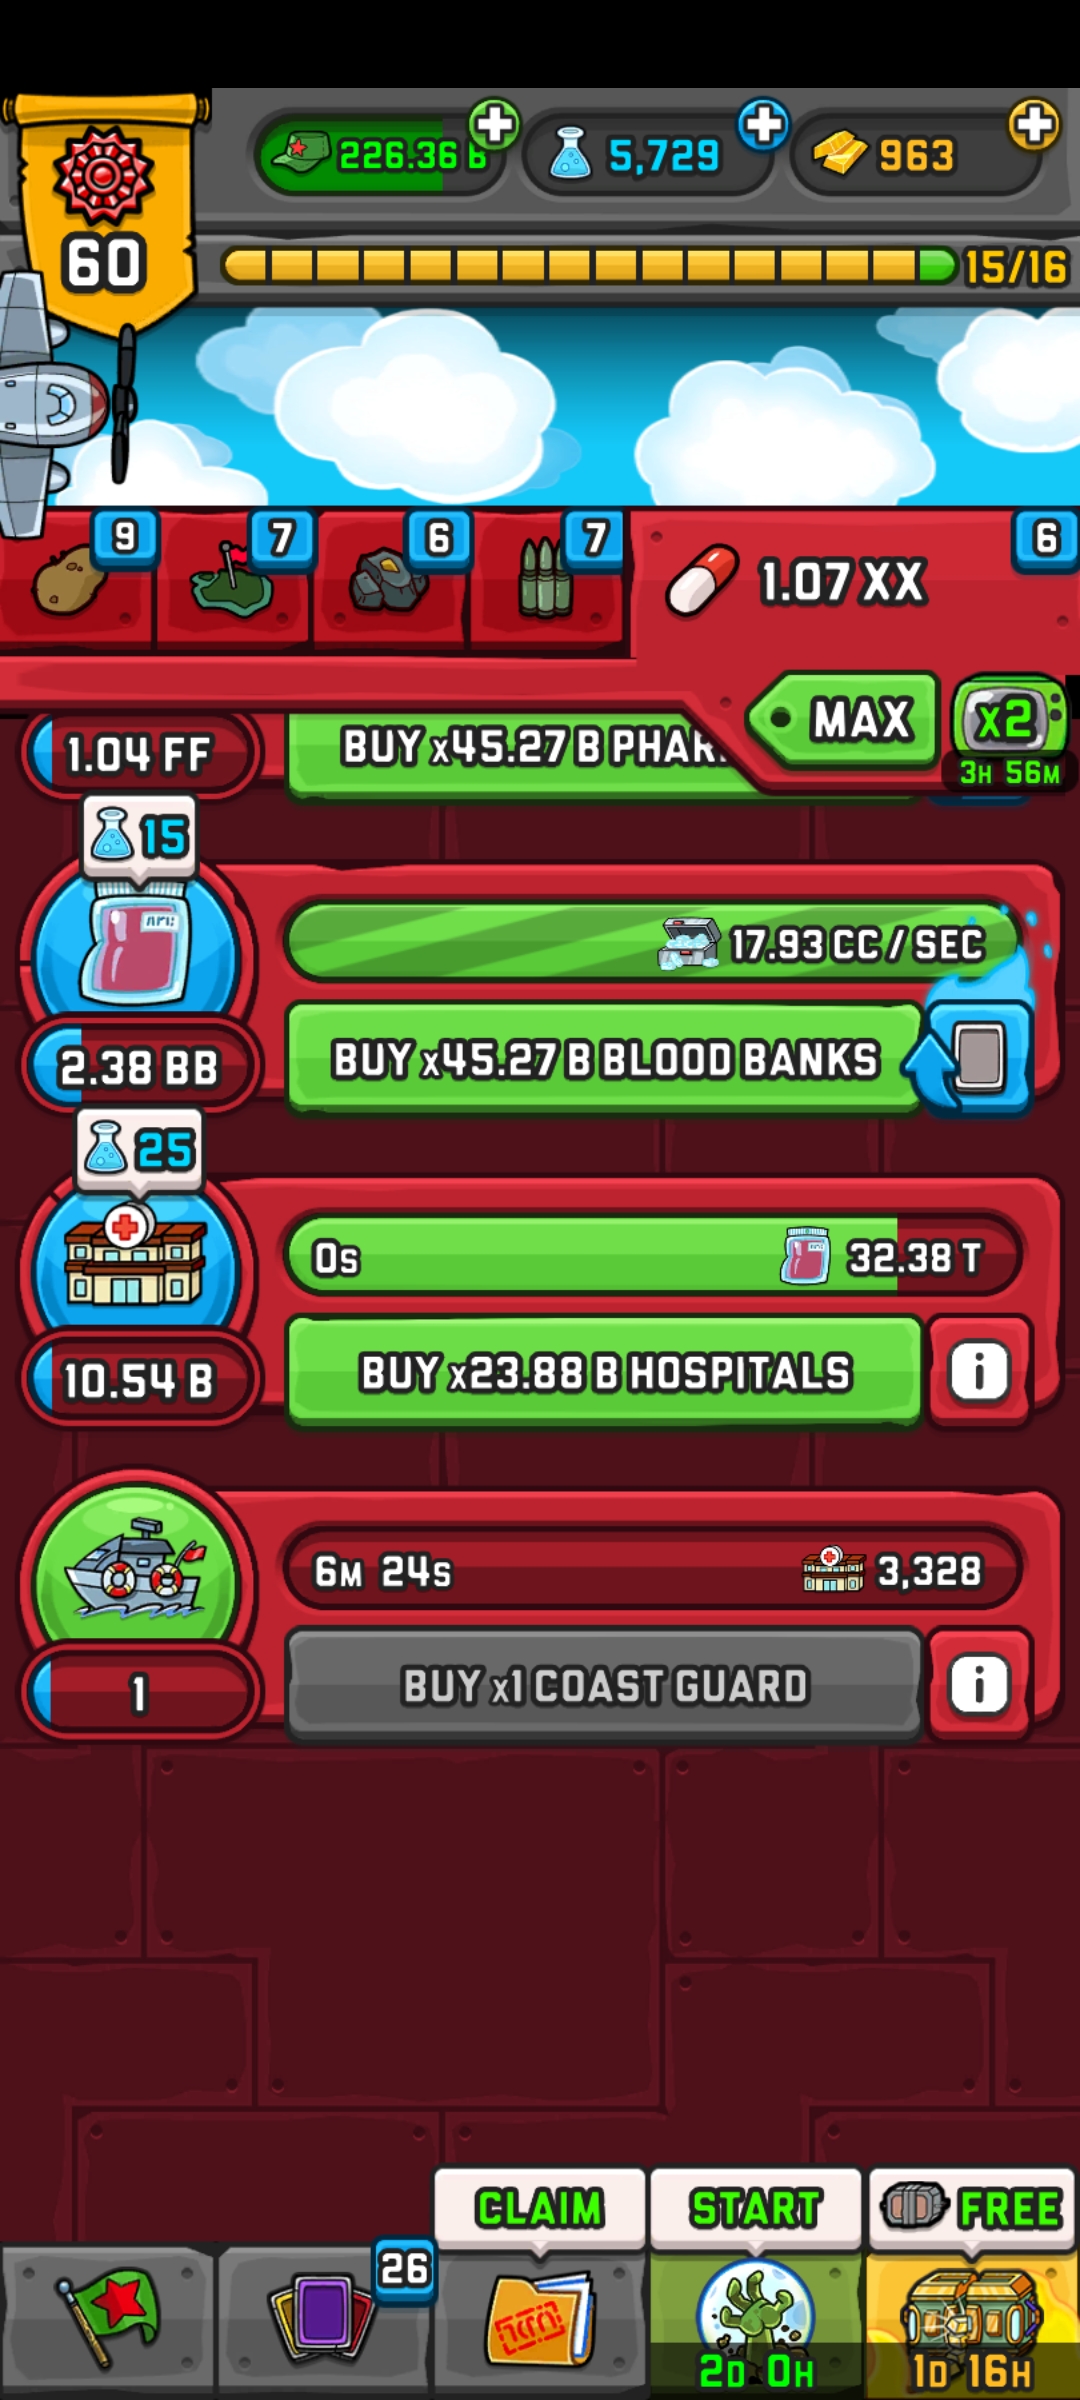 226.36 B
5,729
963
60
15/16
9
7
6
7
6
1.07 XX
MAX
x2
3H 56M
1.04 FF
BUY x45.27 B PHAR
15
17.93 CC / SEC
2.38 BB
BUY x45.27 B BLOOD BANKS
25
0s
32.38 T
10.54 B
BUY x23.88 B HOSPITALS
i
6M 24s
3,328
1
BUY x1 COAST GUARD
i
CLAIM
START
FREE
26
2D 0H
1D 16H